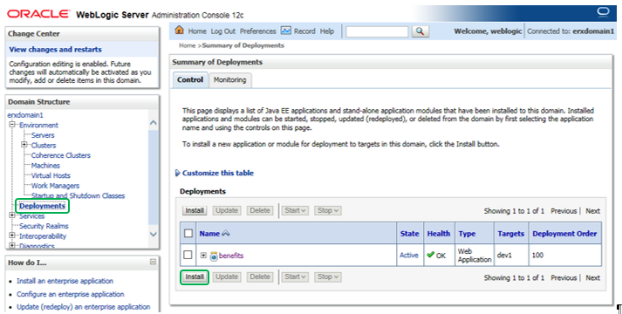 ORACLE WebLogic Server Administration Console 12c
Change Center
View changes and restarts
Configuration editing is enabled. Future
changes will automatically be activated as you
modify, add or delete items in this domain.
Domain Structure
erxdomain1
Environment
Servers
Clusters
Coherence Clusters
Machines
Virtual Hosts
Work Managers
Startup and Shutdown Classes
Deployments
Services
Security Realms
Interoperability
Diagnostics
How do I...
Install an enterprise application
Configure an enterprise application
Update (redeploy) an enterprise application
Home Log Out Preferences Record Help
Welcome, weblogic Connected to: erxdomain1
Home >Summary of Deployments
Summary of Deployments
Control Monitoring
This page displays a list of Java EE applications and stand-alone application modules that have been installed to this domain. Installed
applications and modules can be started, stopped, updated (redeployed), or deleted from the domain by first selecting the application
name and using the controls on this page.
To install a new application or module for deployment to targets in this domain, click the Install button.
Customize this table
Deployments
Install Update Delete Start Stop Showing 1 to 1 of 1 Previous | Next
Name State Health Type Targets Deployment Order
benefits Active OK Web Application dev1 100
Install Update Delete Start Stop Showing 1 to 1 of 1 Previous | Next
¶